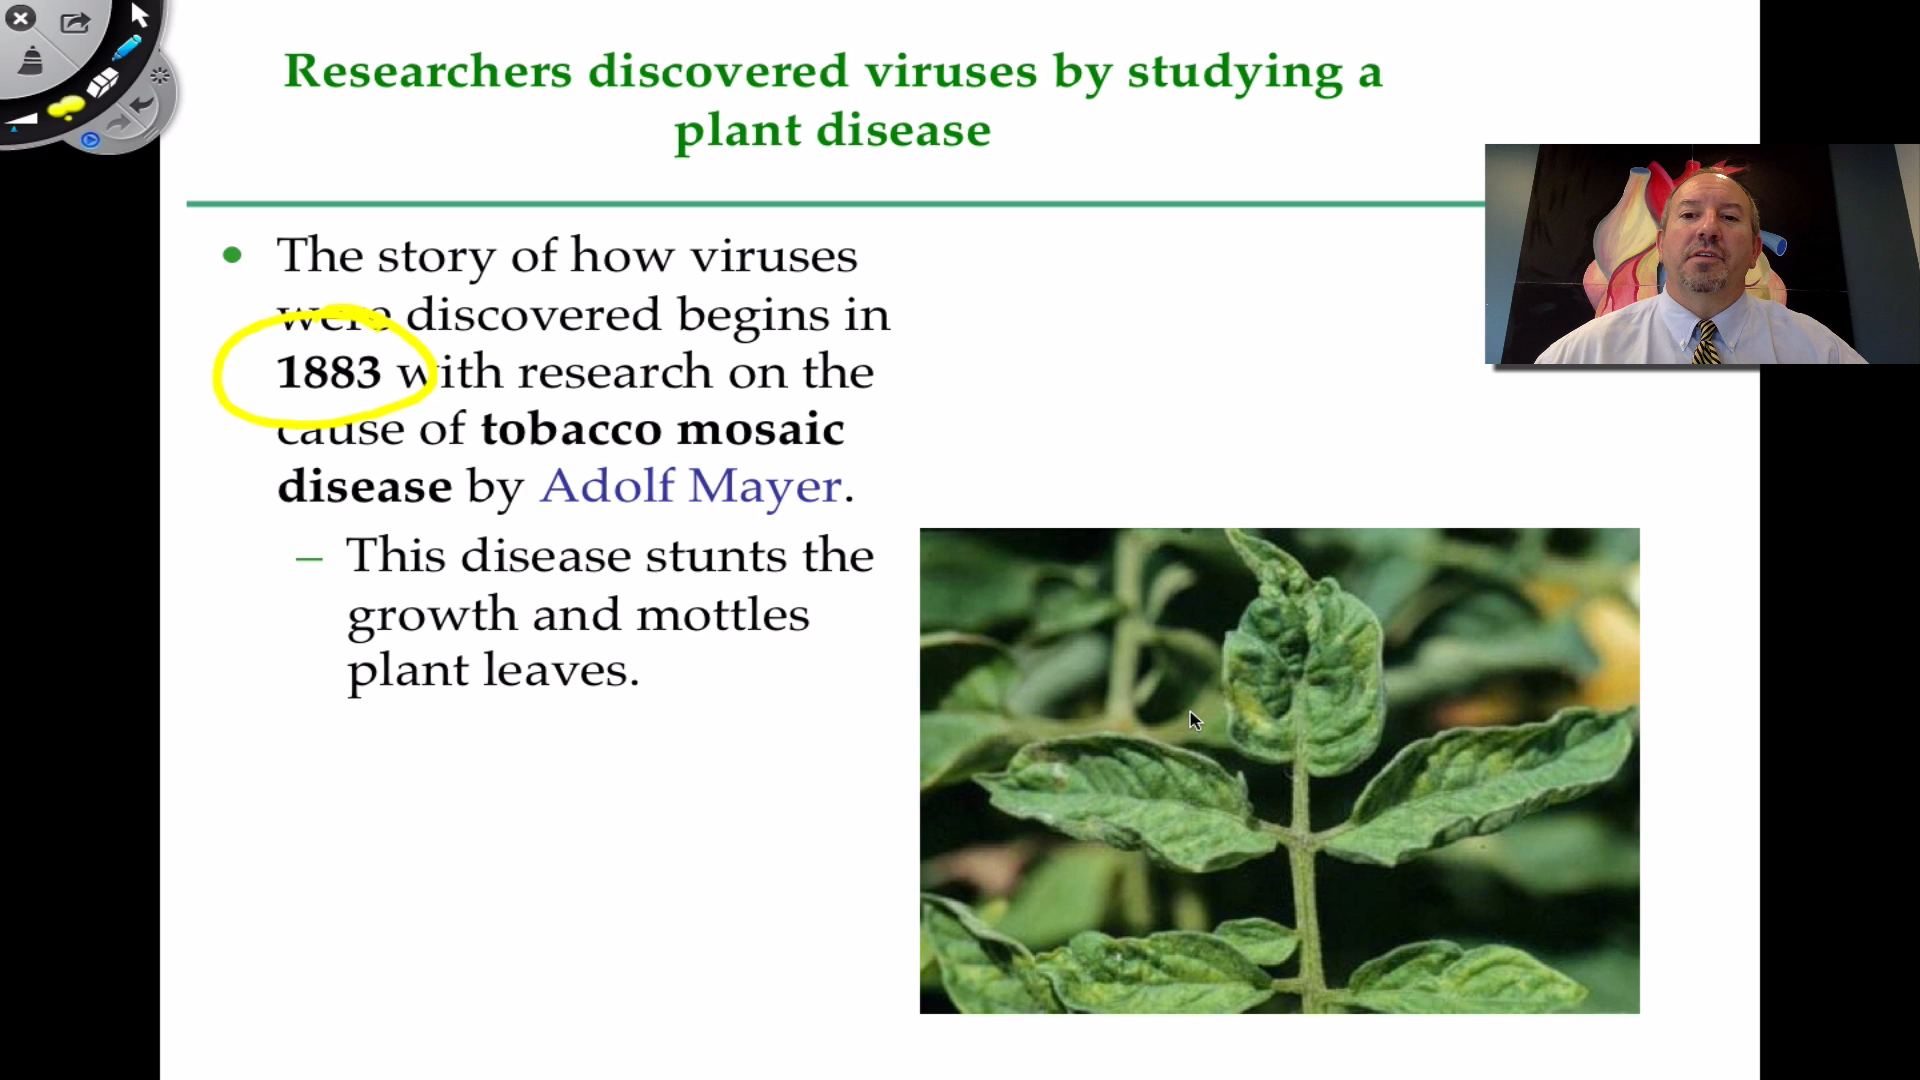 Researchers discovered viruses by studying a
plant disease
• The story of how viruses
were discovered begins in
1883 with research on the
cause of tobacco mosaic
disease by Adolf Mayer.
– This disease stunts the
growth and mottles
plant leaves.